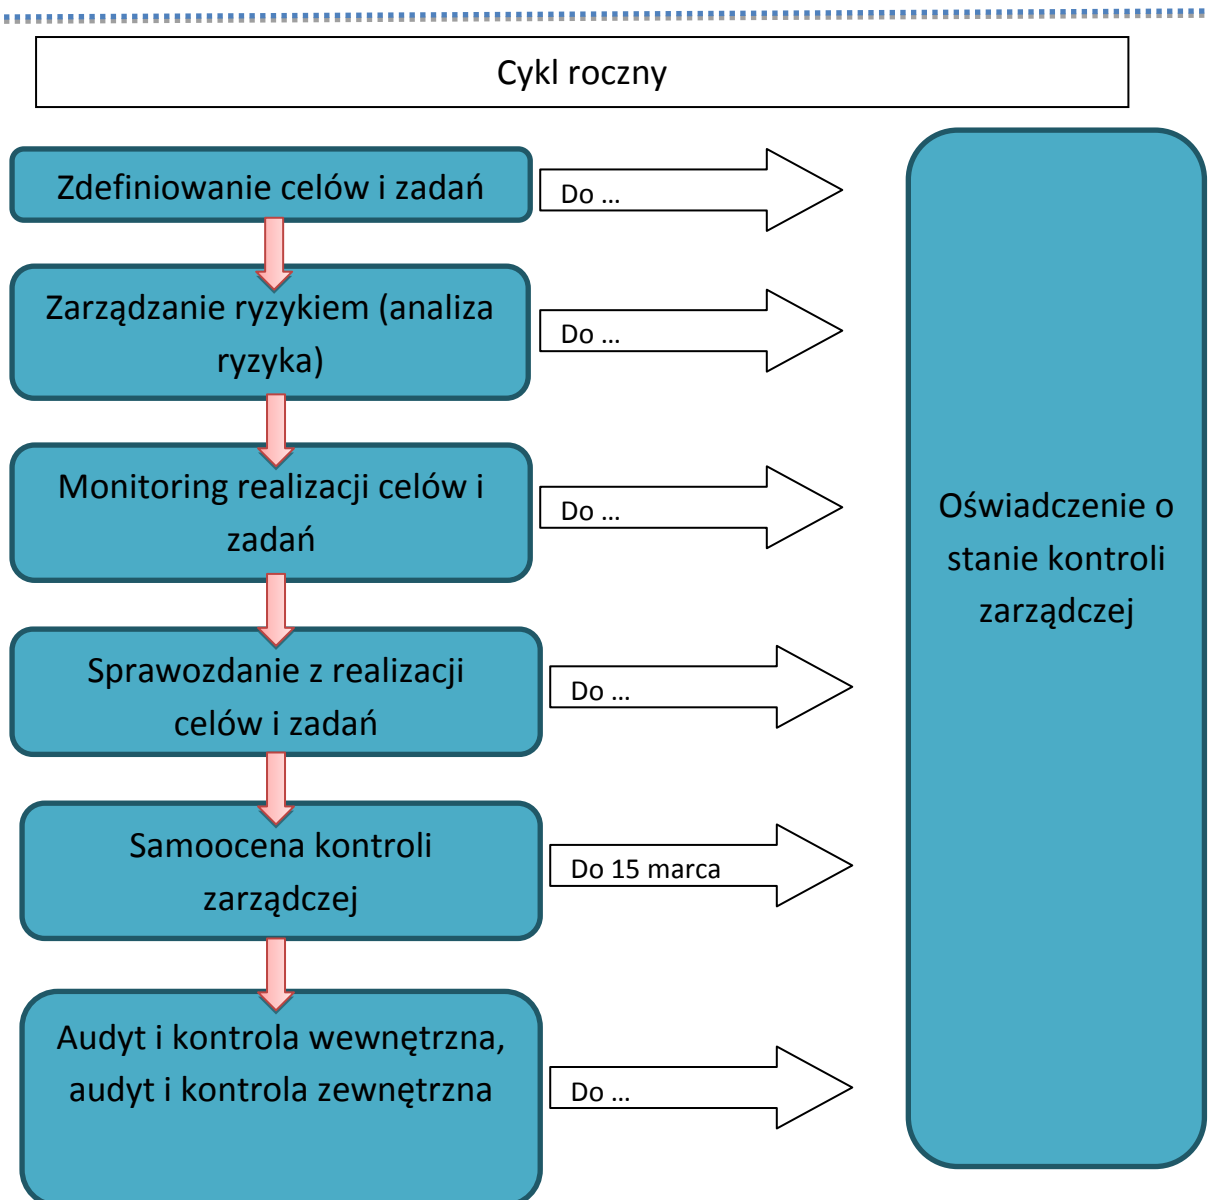 Cykl roczny
Zdefiniowanie celów i zadań
Do ...
Zarządzanie ryzykiem (analiza
ryzyka)
Do ...
Monitoring realizacji celów i
zadań
Do ...
Sprawozdanie z realizacji
celów i zadań
Do ...
Samoocena kontroli
zarządczej
Do 15 marca
Audyt i kontrola wewnętrzna,
audyt i kontrola zewnętrzna
Do ...
Oświadczenie o
stanie kontroli
zarządczej